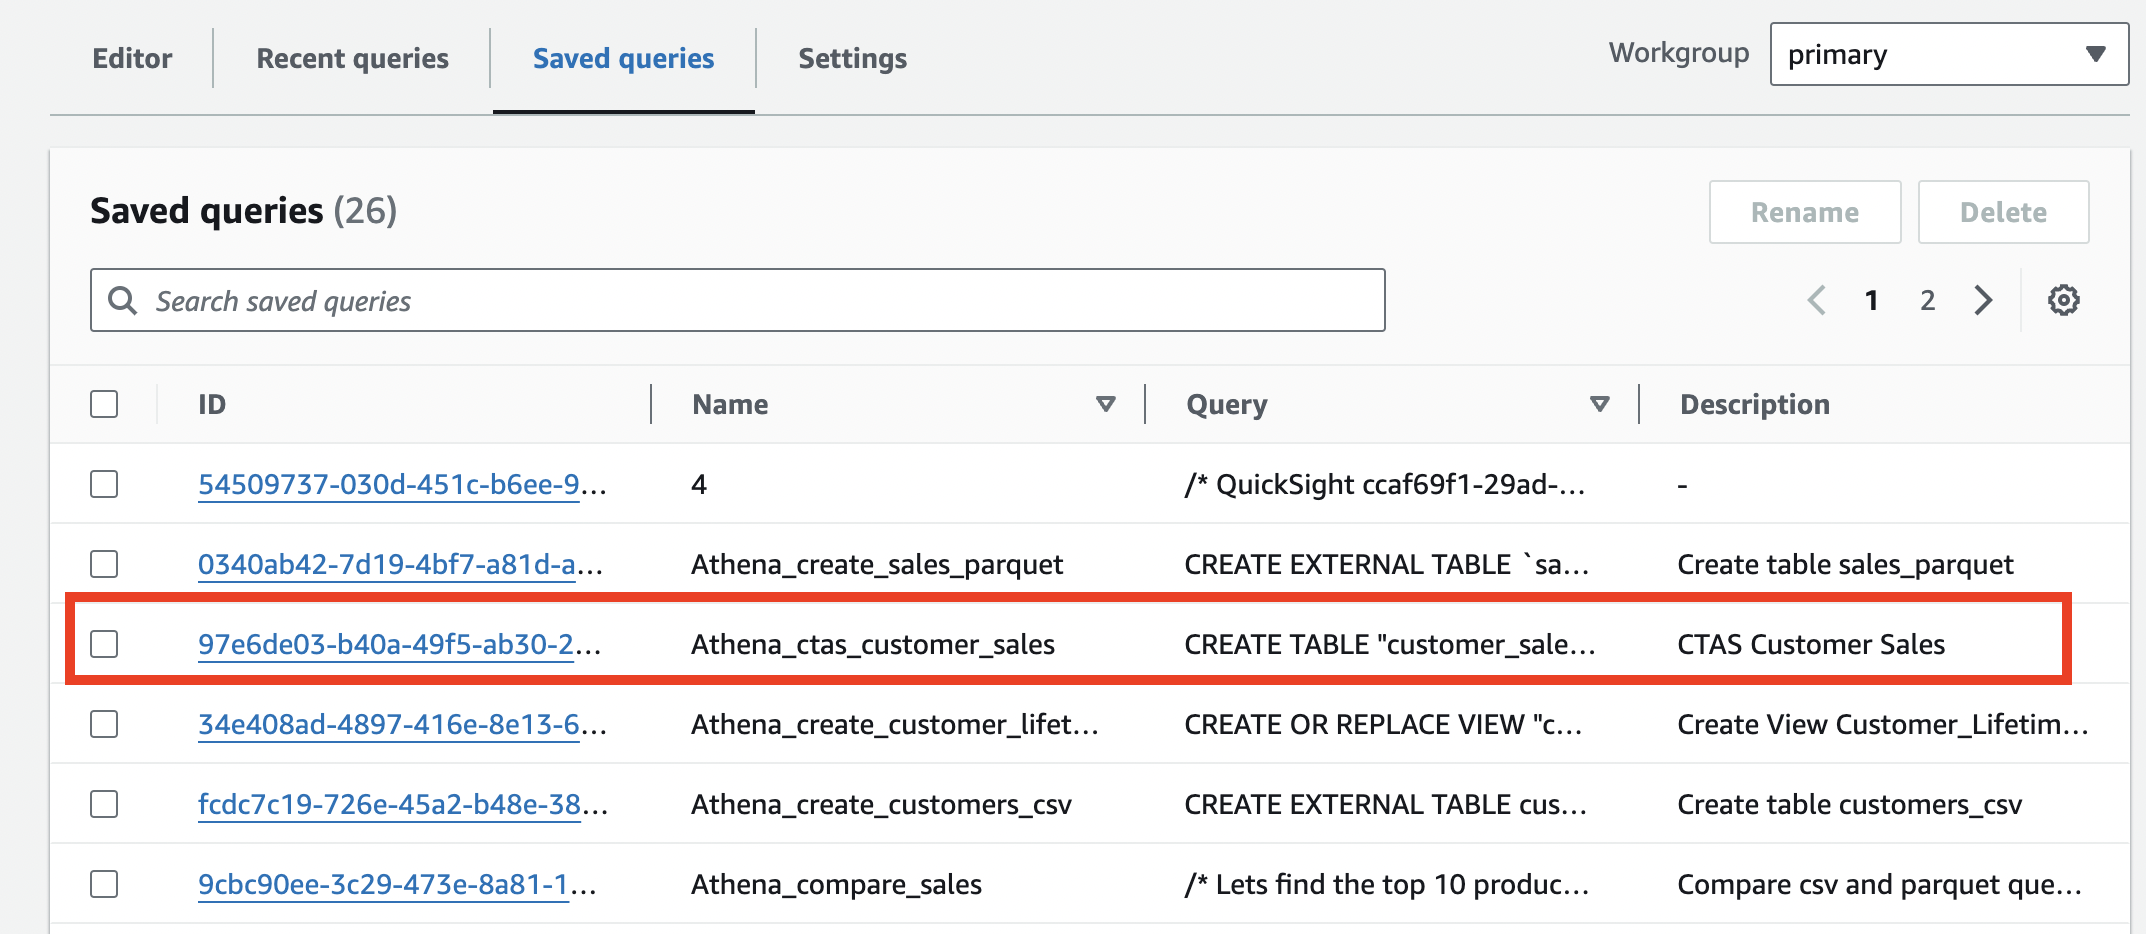 Editor Recent queries Saved queries Settings Workgroup primary
Saved queries (26) Rename Delete
Search saved queries 1 2
ID Name Query Description
54509737-030d-451c-b6ee-9... 4 /* QuickSight ccaf69f1-29ad-... -
0340ab42-7d19-4bf7-a81d-a... Athena_create_sales_parquet CREATE EXTERNAL TABLE `sa... Create table sales_parquet
97e6de03-b40a-49f5-ab30-2... Athena_ctas_customer_sales CREATE TABLE "customer_sale... CTAS Customer Sales
34e408ad-4897-416e-8e13-6... Athena_create_customer_lifet... CREATE OR REPLACE VIEW "c... Create View Customer_Lifetim...
fcdc7c19-726e-45a2-b48e-38... Athena_create_customers_csv CREATE EXTERNAL TABLE cus... Create table customers_csv
9cbc90ee-3c29-473e-8a81-1... Athena_compare_sales /* Lets find the top 10 produc... Compare csv and parquet que...